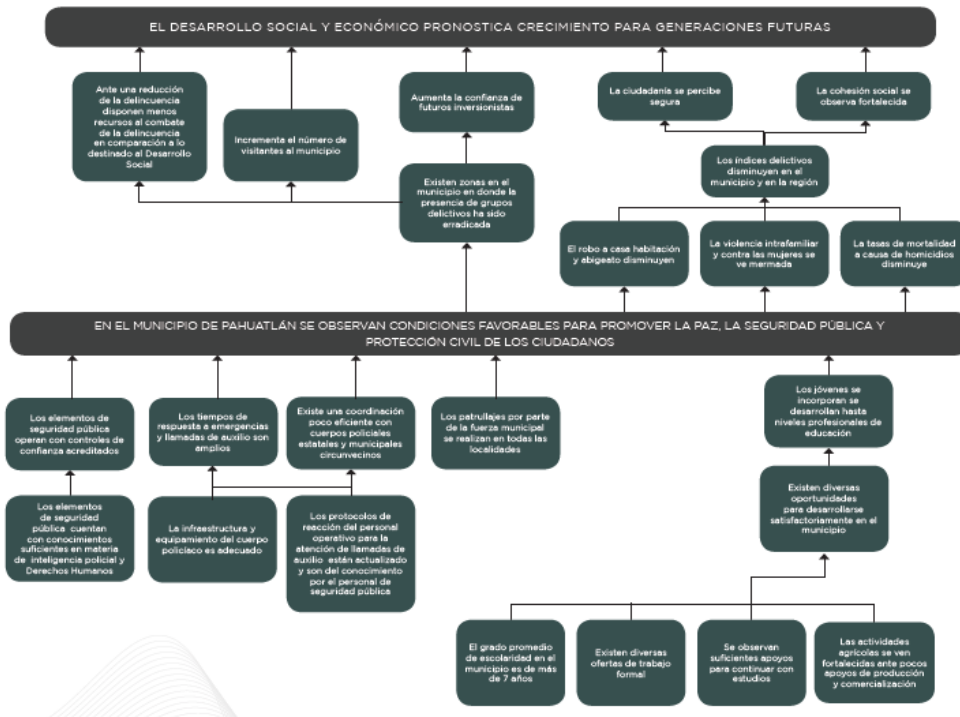 EL DESARROLLO SOCIAL Y ECONÓMICO PRONOSTICA CRECIMIENTO PARA GENERACIONES FUTURAS
Ante una reducción
de la delincuencia
disponen menos
recursos al combate
de la delincuencia
en comparación a lo
destinado al Desarrollo
Social
Incrementa el número de
visitantes al municipio
Aumenta la confianza de
futuros inversionistas
Existen zonas en el
municipio en donde la
presencia de grupos
delictivos ha sido
erradicada
La ciudadanía se percibe
segura
La cohesión social se
observa fortalecida
Los índices delictivos
disminuyen en el
municipio y en la región
El robo a casa habitación
y abigeato disminuyen
La violencia intrafamiliar
y contra las mujeres se
ve mermada
La tasas de mortalidad
a causa de homicidios
disminuye
EN EL MUNICIPIO DE PAHUATLÁN SE OBSERVAN CONDICIONES FAVORABLES PARA PROMOVER LA PAZ, LA SEGURIDAD PÚBLICA Y
PROTECCIÓN CIVIL DE LOS CIUDADANOS
Los elementos de
seguridad pública
operan con controles de
confianza acreditados
Los tiempos de
respuesta a emergencias
y llamadas de auxilio son
amplios
Existe una coordinación
poco eficiente con
cuerpos policiales
estatales y municipales
circunvecinos
Los patrullajes por parte
de la fuerza municipal
se realizan en todas las
localidades
Los jóvenes se
incorporan se
desarrollan hasta
niveles profesionales de
educación
Los elementos
de seguridad
pública cuentan
con conocimientos
suficientes en materia
de inteligencia policial y
Derechos Humanos
La infraestructura y
equipamiento del cuerpo
policíaco es adecuado
Los protocolos de
reacción del personal
operativo para la
atención de llamadas de
auxilio están actualizado
y son del conocimiento
por el personal de
seguridad pública
Existen diversas
oportunidades
para desarrollarse
satisfactoriamente en el
municipio
El grado promedio
de escolaridad en el
municipio es de más
de 7 años
Existen diversas
ofertas de trabajo
formal
Se observan
suficientes apoyos
para continuar con
estudios
Las actividades
agrícolas se ven
fortalecidas ante pocos
apoyos de producción
y comercialización